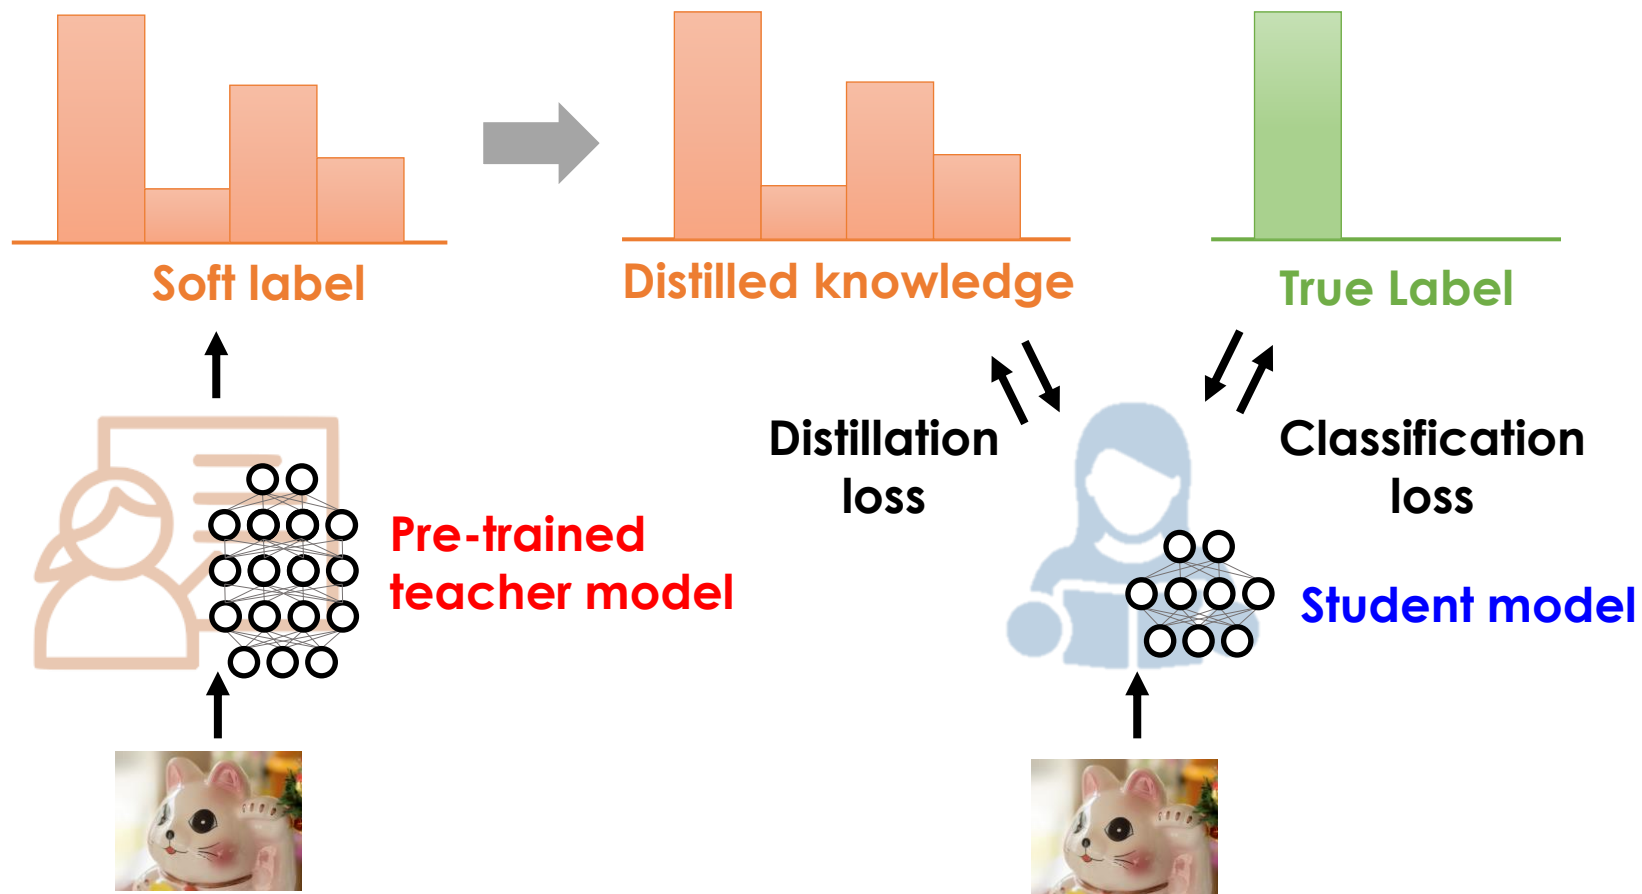 Soft label
Distilled knowledge
True Label
Distillation
loss
Classification
loss
Pre-trained
teacher model
Student model